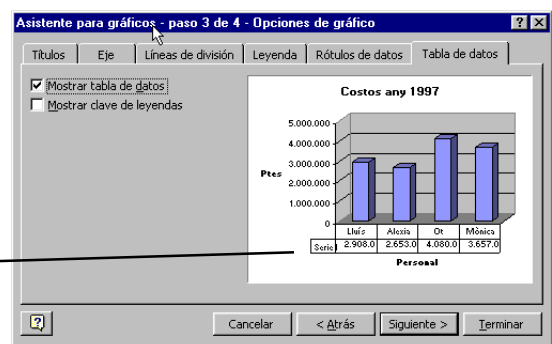 Asistente para gráficos - paso 3 de 4 - Opciones de gráfico
Títulos Eje Líneas de división Leyenda Rótulos de datos Tabla de datos
Mostrar tabla de datos
Mostrar clave de leyendas
Costos any 1997
5.000.000
4.000.000
3.000.000
Ptes
2.000.000
1.000.000
0
Lluís Alexia Ot Mònica
Serie 2.908.0 2.653.0 4.080.0 3.657.0
Personal
Cancelar < Atrás Siguiente > Terminar